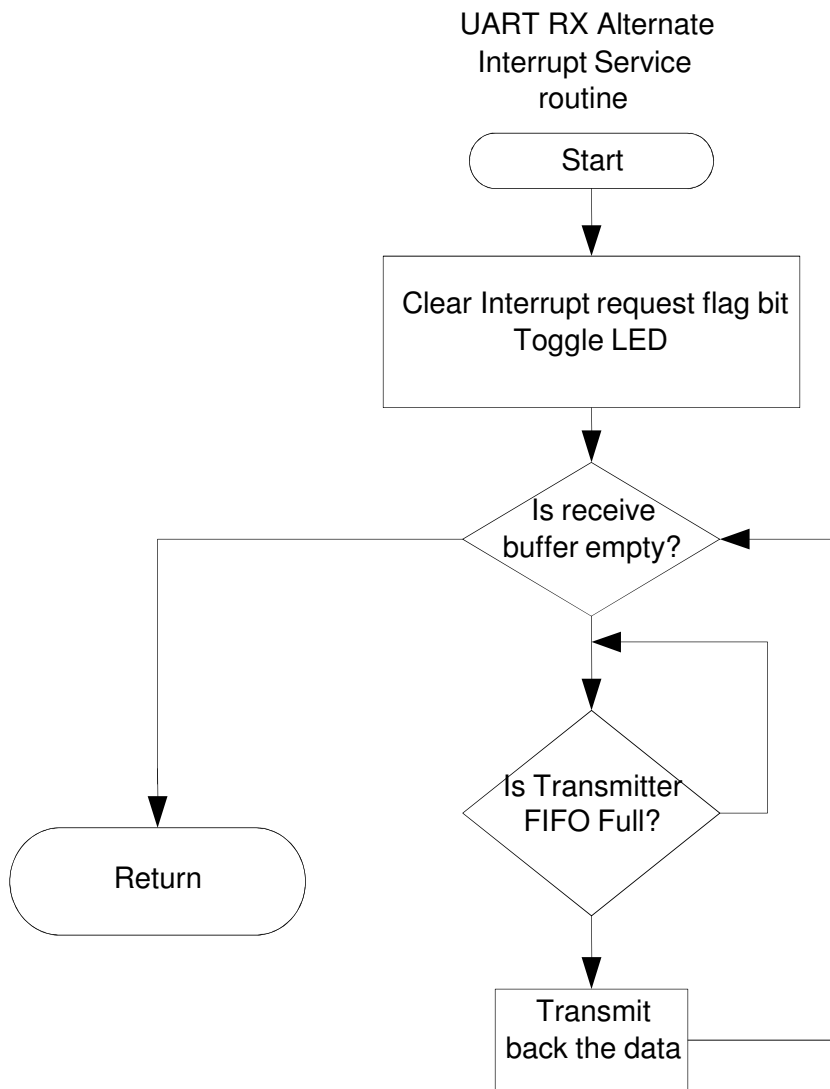 UART RX Alternate
Interrupt Service
routine
Start
Clear Interrupt request flag bit
Toggle LED
Is receive
buffer empty?
Is Transmitter
FIFO Full?
Return
Transmit
back the data